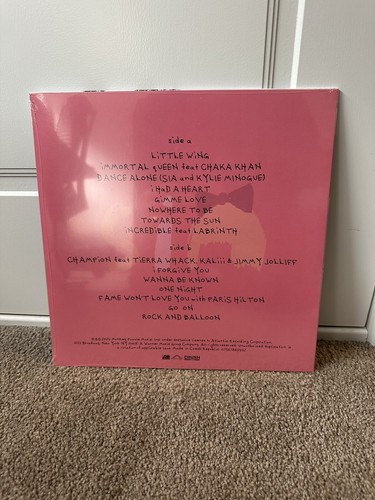 side a
LiTTLE WiNG
iMMORTAL qUEEN feat CHAKA KHAN
DANCE ALONE (SiA and KYLiE MiNOGUE)
i HaD A HEART
GiMME LOVE
NOWHERE TO BE
TOWARDS THE SUN
iNCREDiBLE feat LABRiNTH
side b
CHAMPiON feat TiERRA WHACK, KALiii & JiMMY JOLLiFF
i FORGiVE YOU
WANNA BE KNOWN
ONE NiGHT
FAME WON'T LOVE YOU with PARiS HiLTON
GO ON
ROCK AND BALLOON